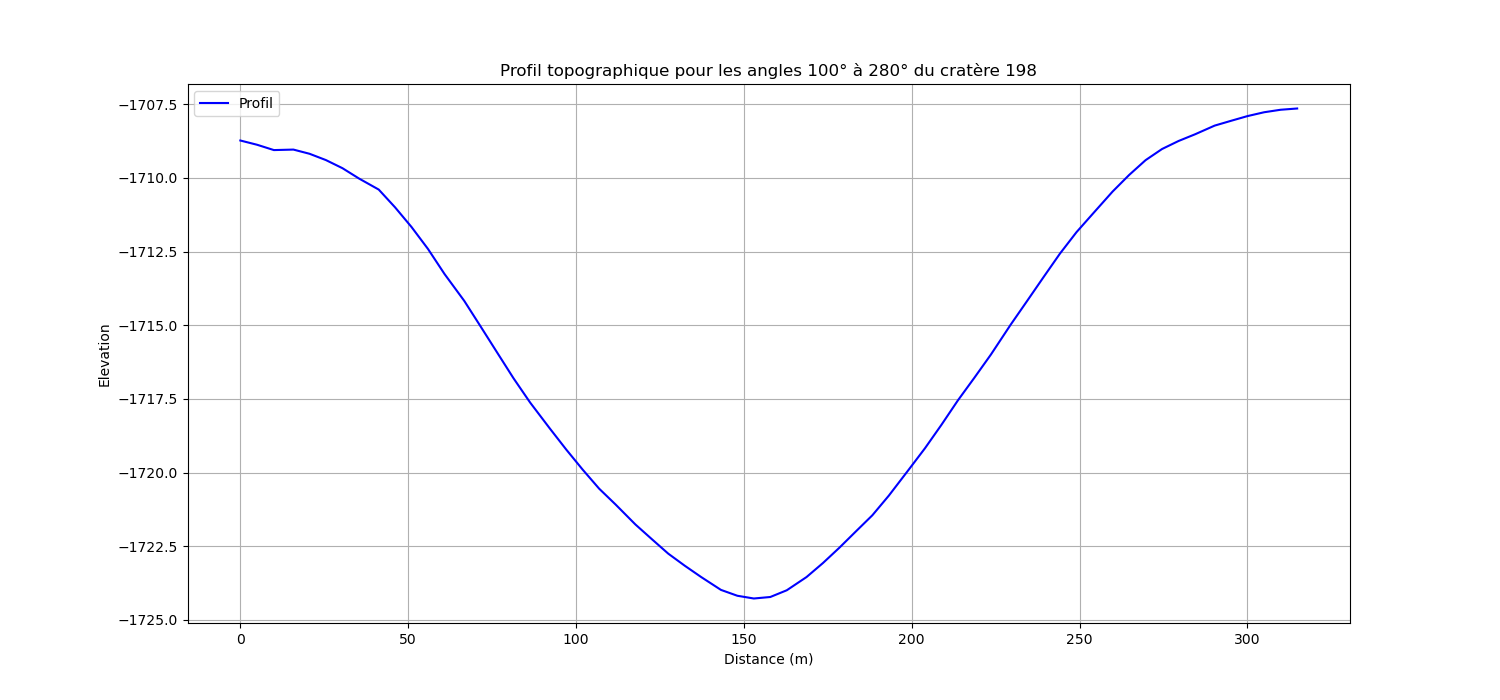 Profil topographique pour les angles 100° à 280° du cratère 198
Profil
−1707.5
−1710.0
−1712.5
−1715.0
−1717.5
−1720.0
−1722.5
−1725.0
Elevation
0 50 100 150 200 250 300
Distance (m)